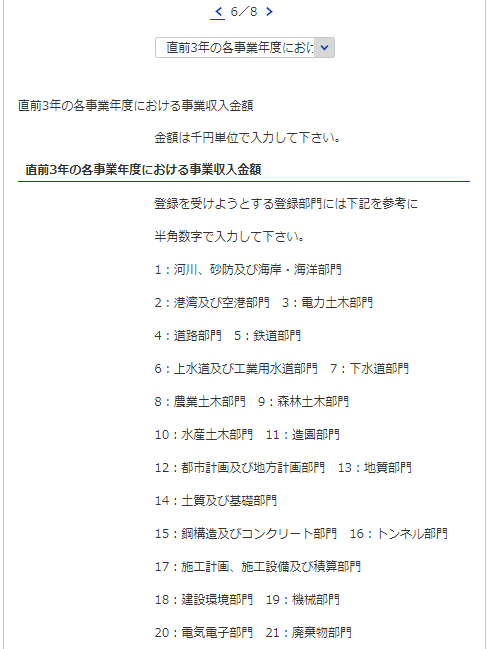 < 6／8 >
直前3年の各事業年度におけ
直前3年の各事業年度における事業収入金額
金額は千円単位で入力して下さい。
直前3年の各事業年度における事業収入金額
登録を受けようとする登録部門には下記を参考に
半角数字で入力して下さい。
1：河川、砂防及び海岸・海洋部門
2：港湾及び空港部門　3：電力土木部門
4：道路部門　5：鉄道部門
6：上水道及び工業用水道部門　7：下水道部門
8：農業土木部門　9：森林土木部門
10：水産土木部門　11：造園部門
12：都市計画及び地方計画部門　13：地質部門
14：土質及び基礎部門
15：鋼構造及びコンクリート部門　16：トンネル部門
17：施工計画、施工設備及び積算部門
18：建設環境部門　19：機械部門
20：電気電子部門　21：廃棄物部門